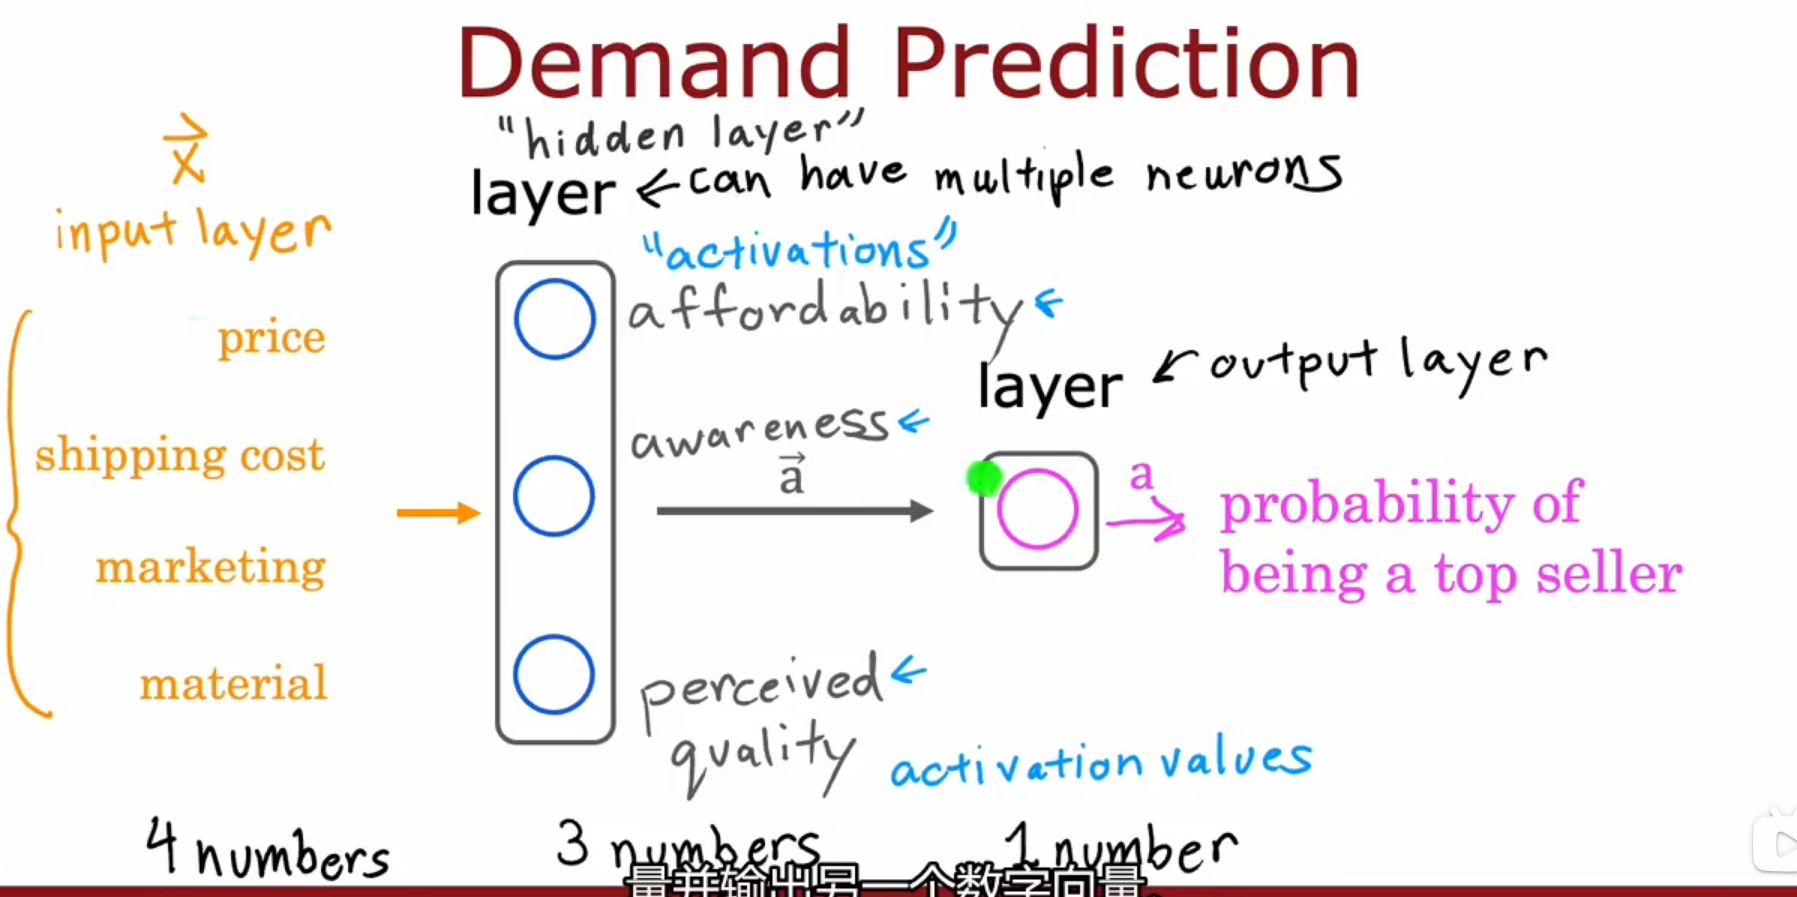 Demand Prediction
"hidden layer"
layer ← can have multiple neurons
x⃗
input layer
"activations"
affordability ←
price
layer ← output layer
awareness ←
shipping cost
a⃗
a
probability of
being a top seller
marketing
material
perceived ←
quality
activation values
4 numbers
3 numbers
1 number
量并输出另一个数字向量。